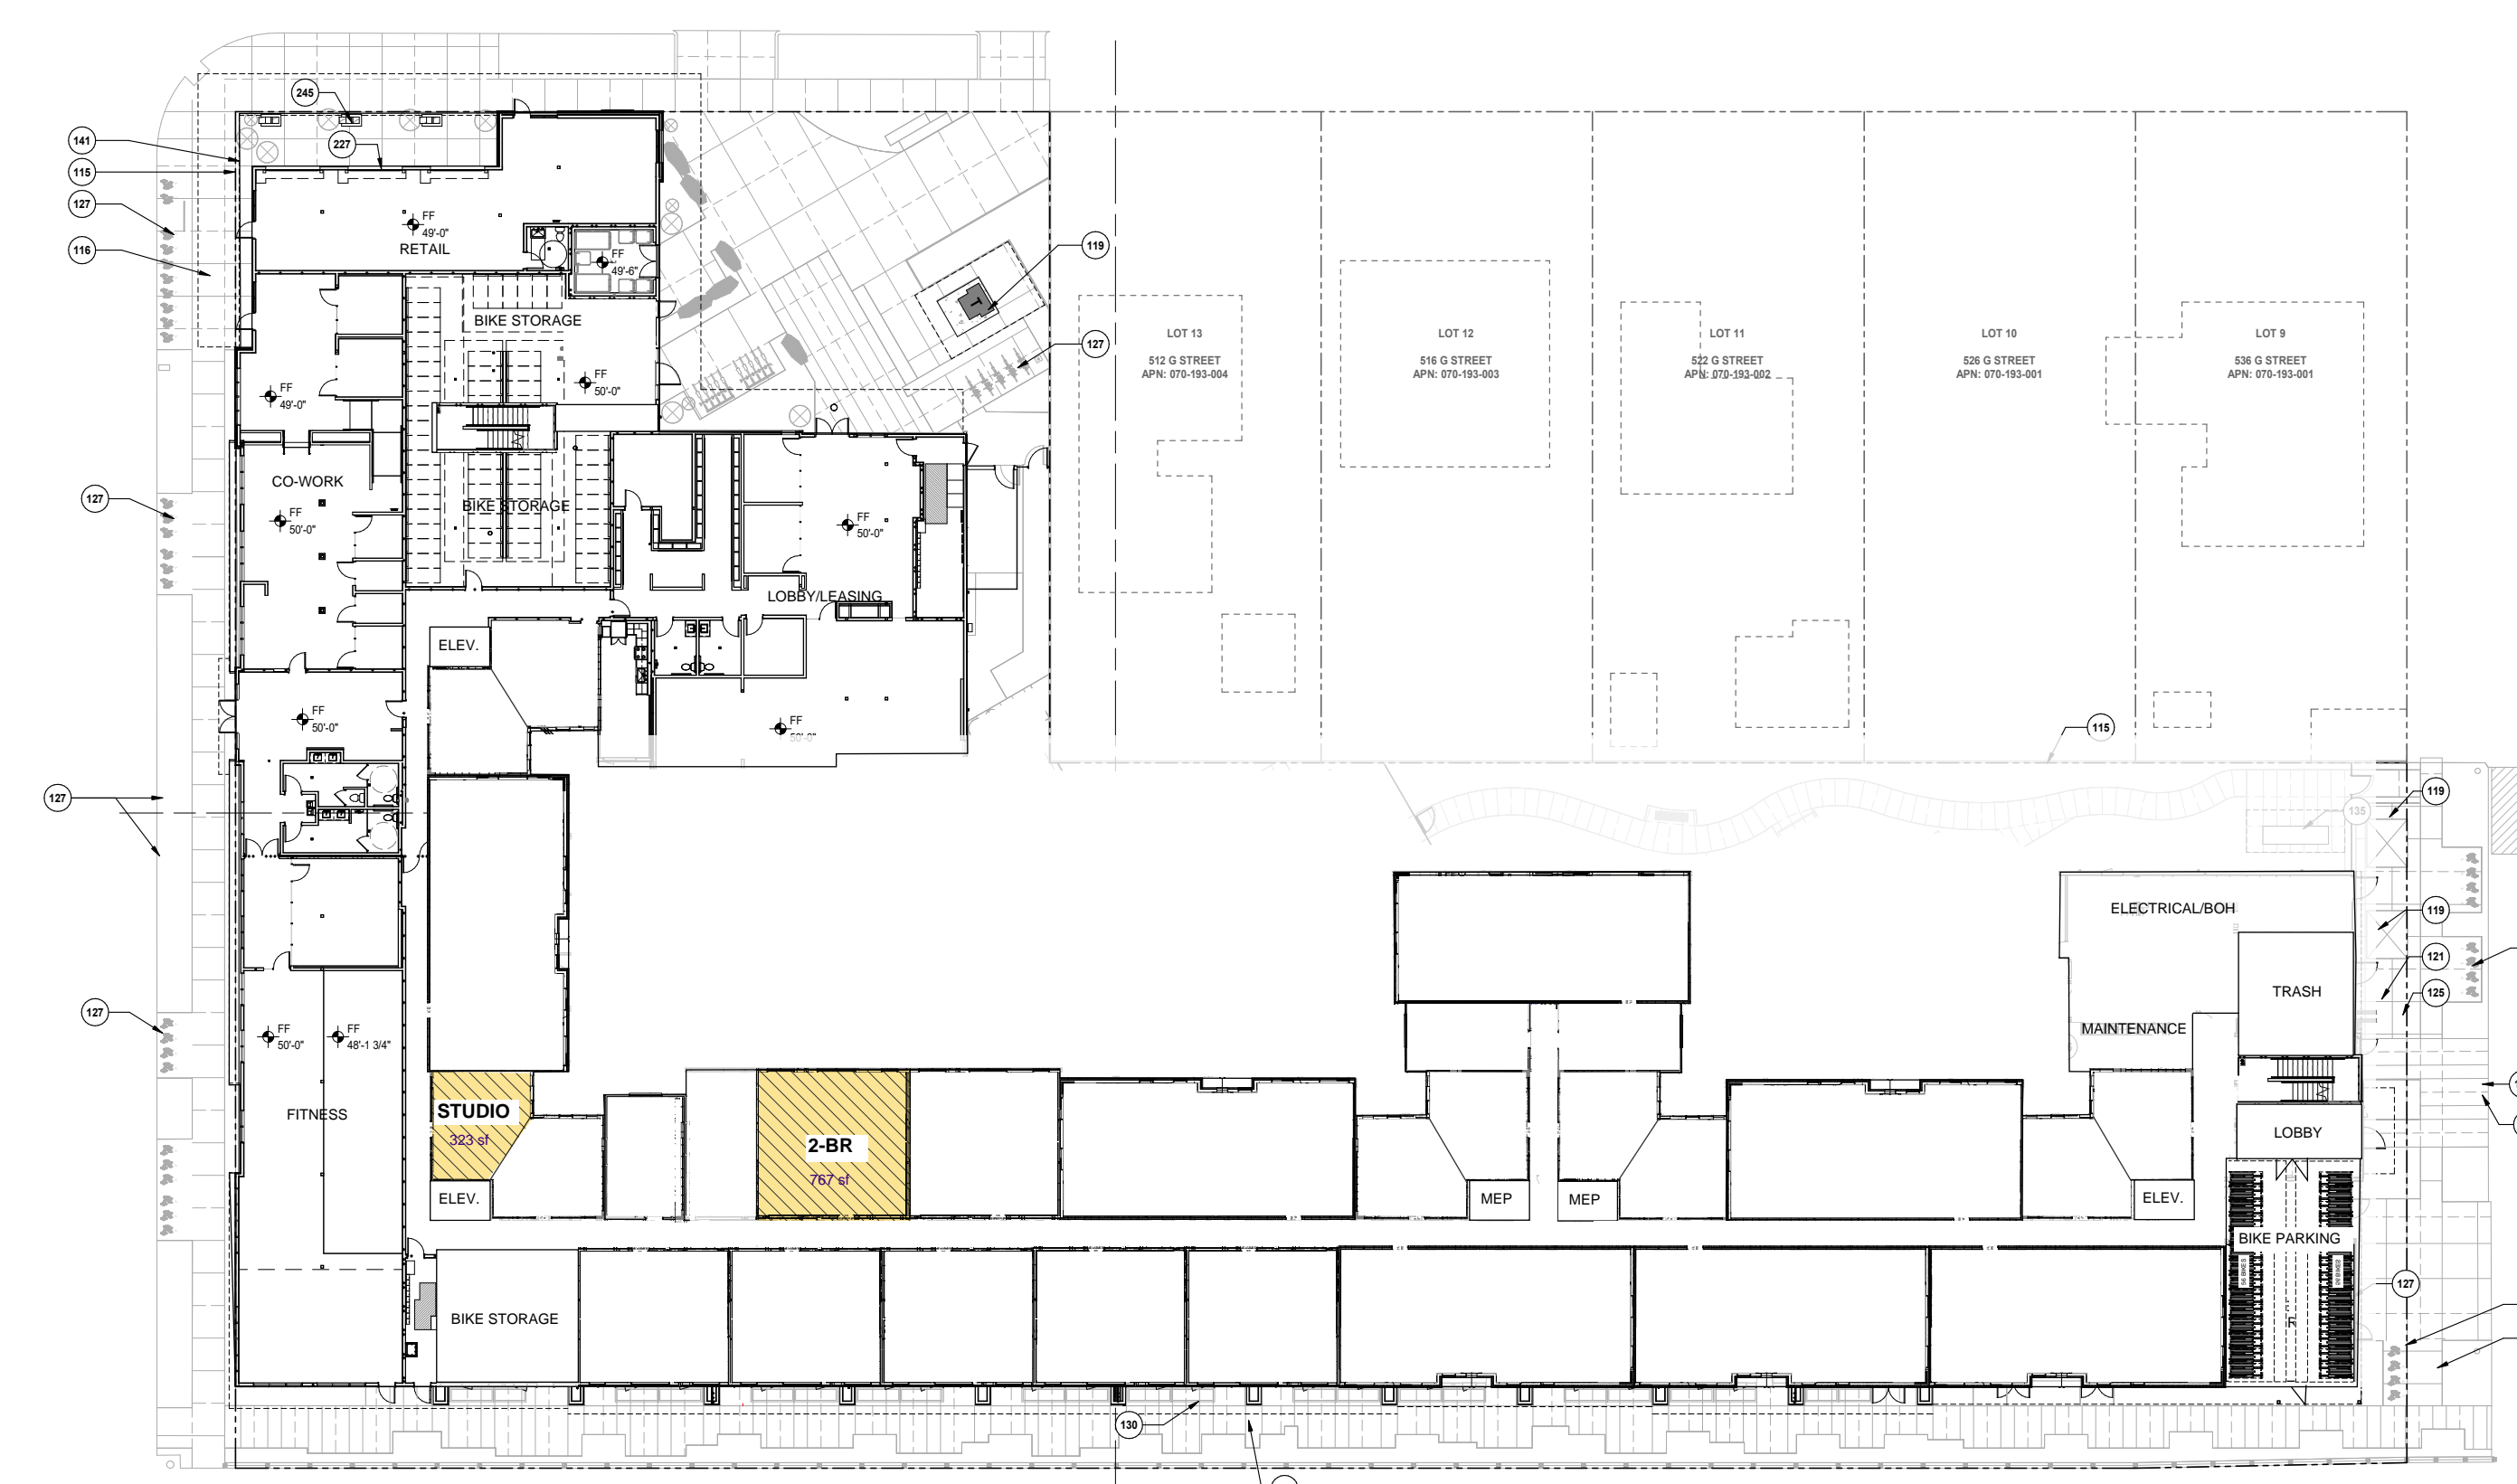 245
141
227
115
127
116
FF
49'-0"
RETAIL
FF
49'-6"
119
BIKE STORAGE
127
LOT 13
512 G STREET
APN: 070-193-004
LOT 12
516 G STREET
APN: 070-193-003
LOT 11
522 G STREET
APN: 070-193-002
LOT 10
526 G STREET
APN: 070-193-001
LOT 9
536 G STREET
APN: 070-193-001
FF
49'-0"
FF
50'-0"
127
CO-WORK
FF
50'-0"
BIKE STORAGE
FF
50'-0"
LOBBY/LEASING
ELEV.
FF
50'-0"
FF
50'-0"
115
127
119
135
ELECTRICAL/BOH
119
121
TRASH
125
MAINTENANCE
127
FF
50'-0"
FF
48'-1 3/4"
FITNESS
STUDIO
323 sf
2-BR
767 sf
LOBBY
ELEV.
MEP
MEP
ELEV.
BIKE PARKING
56 BIKES
127
BIKE STORAGE
130